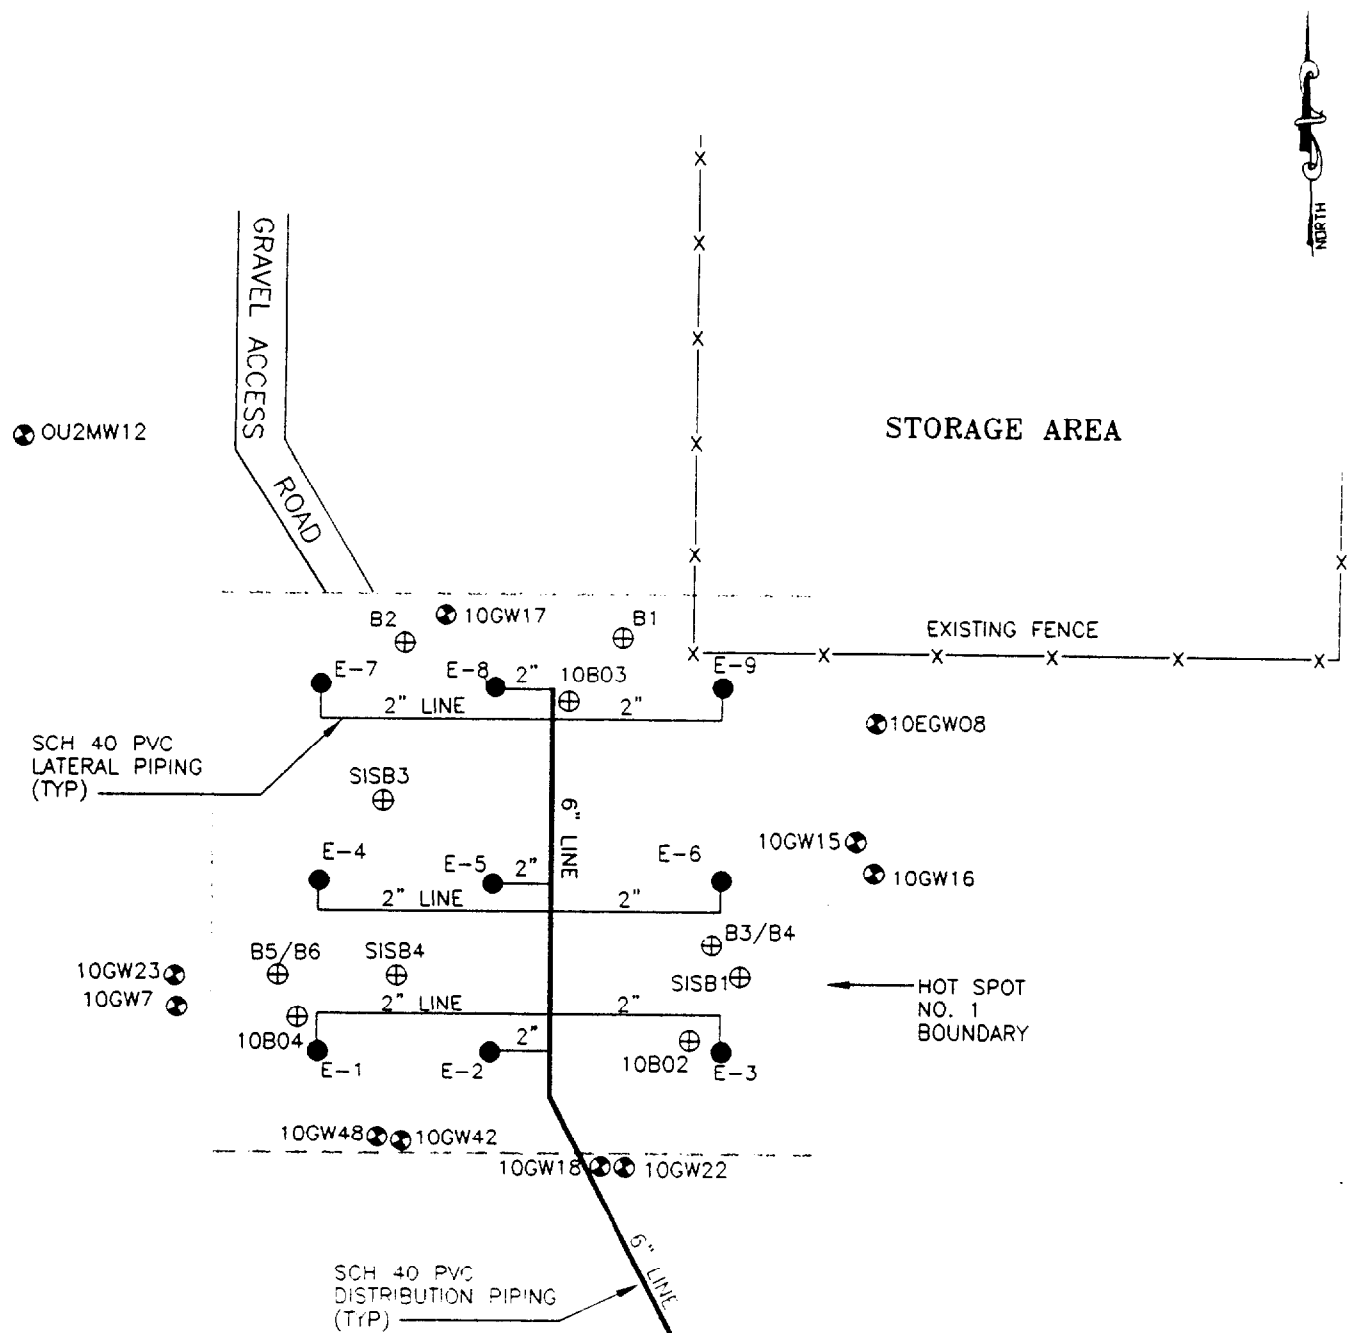 NORTH
GRAVEL ACCESS
ROAD
OU2MW12
STORAGE AREA
B2
10GW17
B1
EXISTING FENCE
E-7
E-8
2"
10B03
E-9
2" LINE
2"
10EGW08
SCH 40 PVC
LATERAL PIPING
(TYP)
SISB3
6" LINE
10GW15
E-4
E-5
2"
E-6
10GW16
2" LINE
2"
B3/B4
10GW23
B5/B6
SISB4
SISB1
10GW7
2" LINE
2"
HOT SPOT
NO. 1
BOUNDARY
10B04
2"
10B02
E-1
E-2
E-3
10GW48
10GW42
10GW18
10GW22
6" LINE
SCH 40 PVC
DISTRIBUTION PIPING
(TYP)